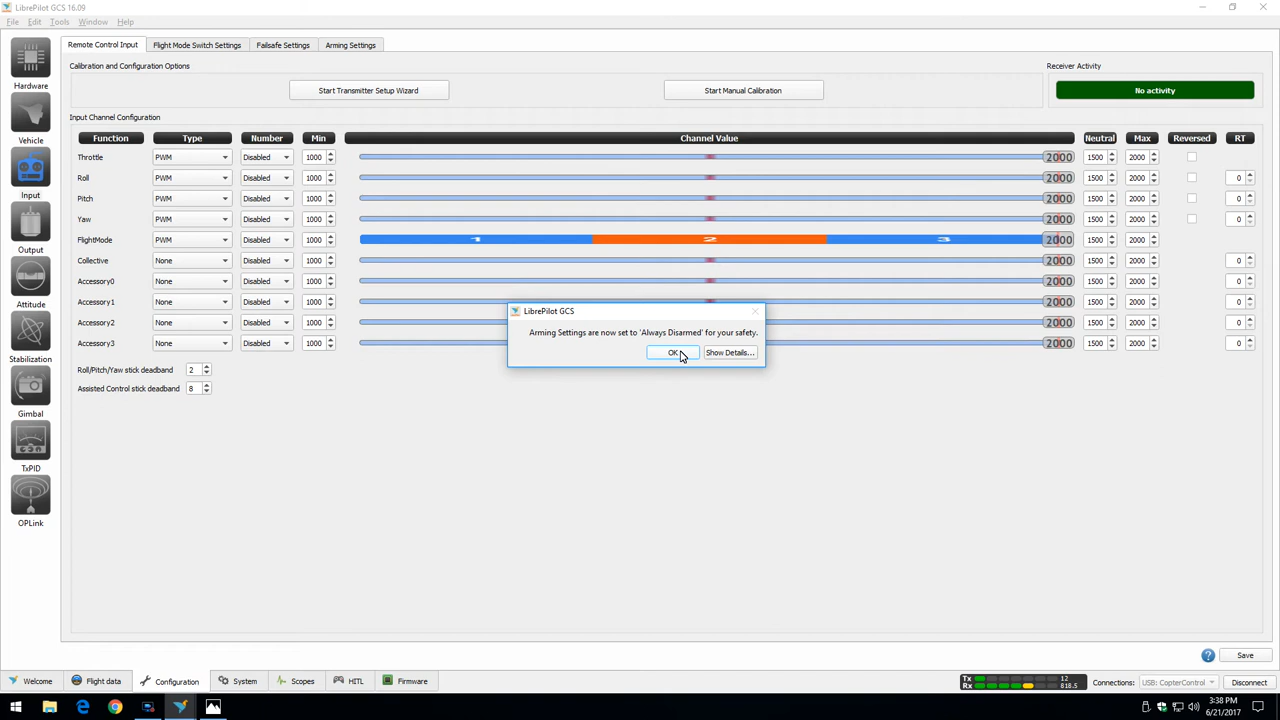 LibrePilot GCS 16.09
File Edit Tools Window Help
Remote Control Input Flight Mode Switch Settings Failsafe Settings Arming Settings
Calibration and Configuration Options Receiver Activity
Start Transmitter Setup Wizard Start Manual Calibration No activity
Input Channel Configuration
Function Type Number Min Channel Value Neutral Max Reversed RT
Throttle PWM Disabled 1000 2000 1500 2000
Roll PWM Disabled 1000 2000 1500 2000 0
Pitch PWM Disabled 1000 2000 1500 2000 0
Yaw PWM Disabled 1000 2000 1500 2000 0
FlightMode PWM Disabled 1000 1 2 3 2000 1500 2000
Collective None Disabled 1000 2000 1500 2000 0
Accessory0 None Disabled 1000 2000 1500 2000 0
Accessory1 None Disabled 1000 2000 1500 2000 0
Accessory2 None Disabled 1000 2000 1500 2000 0
Accessory3 None Disabled 1000 2000 1500 2000 0
Roll/Pitch/Yaw stick deadband 2
Assisted Control stick deadband 8
LibrePilot GCS
Arming Settings are now set to 'Always Disarmed' for your safety.
OK Show Details...
Hardware
Vehicle
Input
Output
Attitude
Stabilization
Gimbal
TxPID
OPLink
Save
Welcome Flight data Configuration System Scopes HITL Firmware
Tx 12
Rx 818.5
Connections: USB: CopterControl Disconnect
3:38 PM
6/21/2017